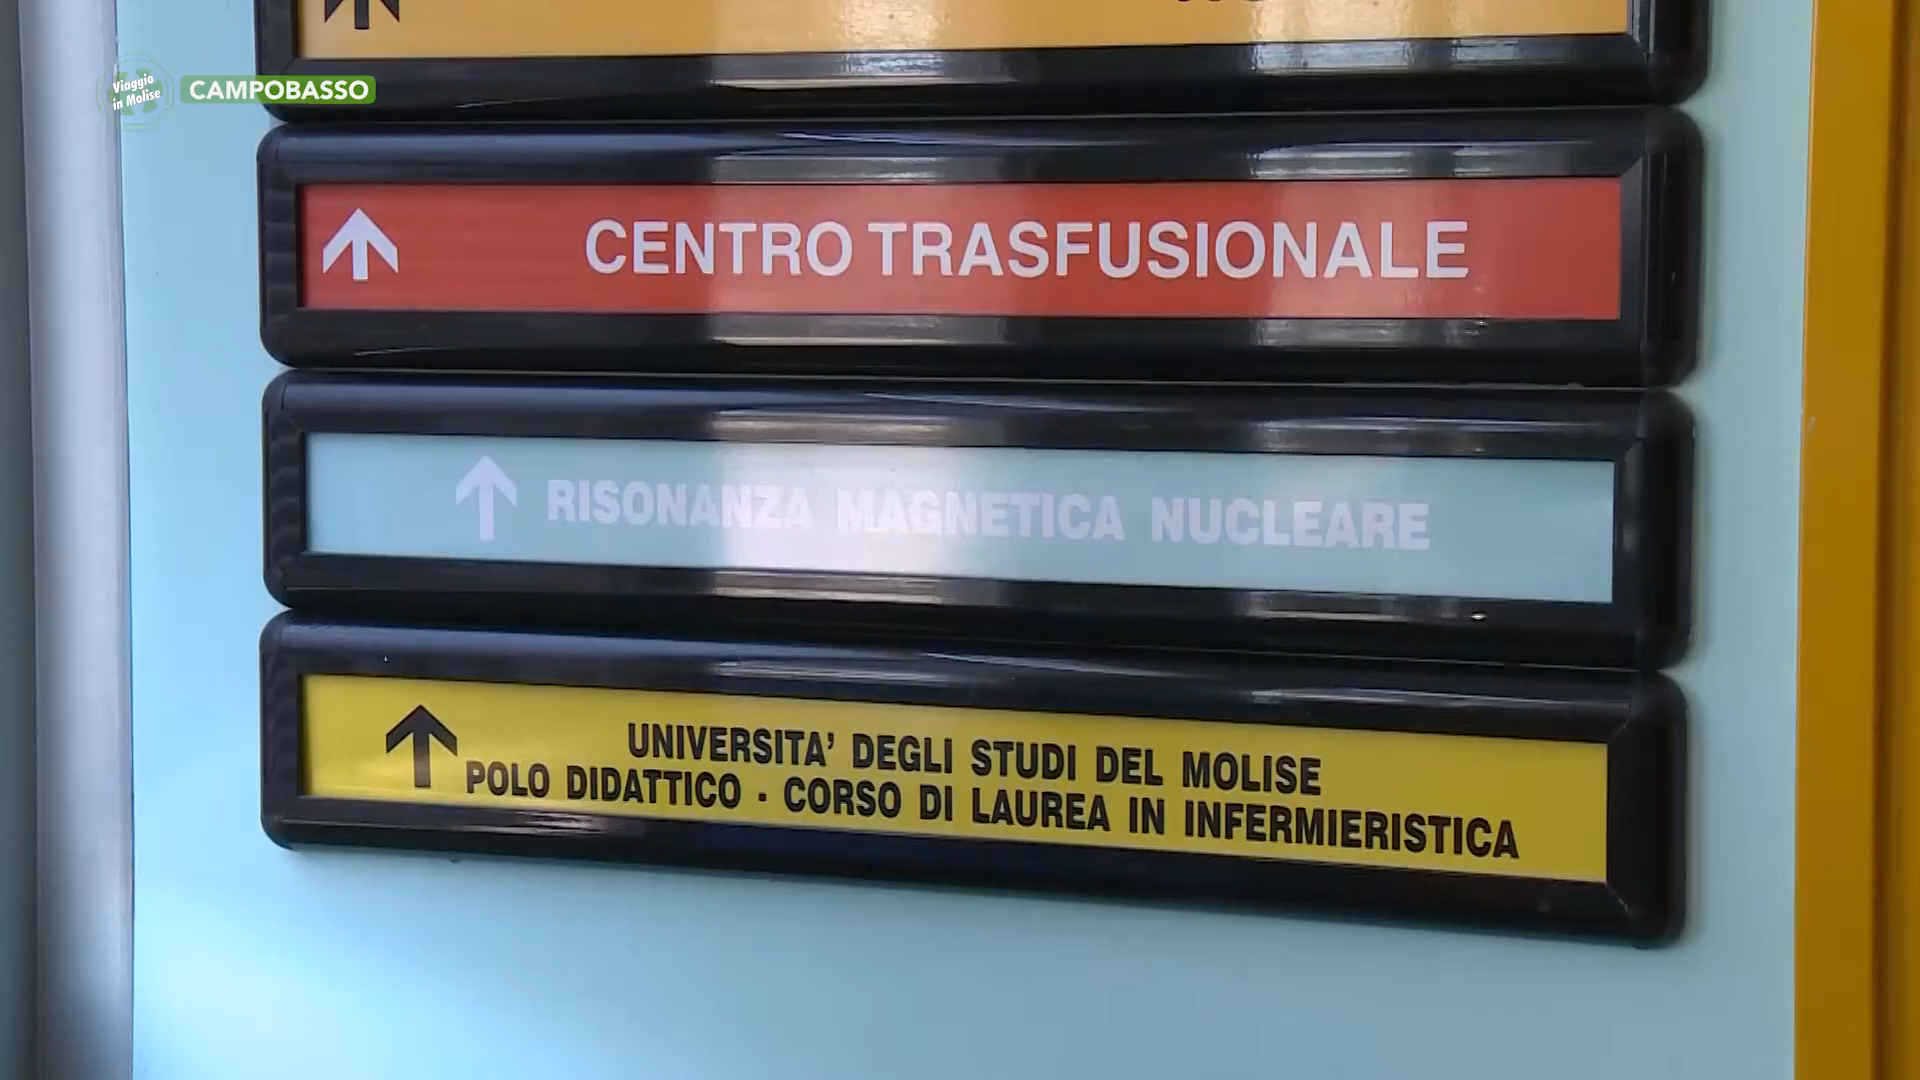 Viaggio
in Molise
CAMPOBASSO
CENTRO TRASFUSIONALE
RISONANZA MAGNETICA NUCLEARE
UNIVERSITA' DEGLI STUDI DEL MOLISE
POLO DIDATTICO - CORSO DI LAUREA IN INFERMIERISTICA